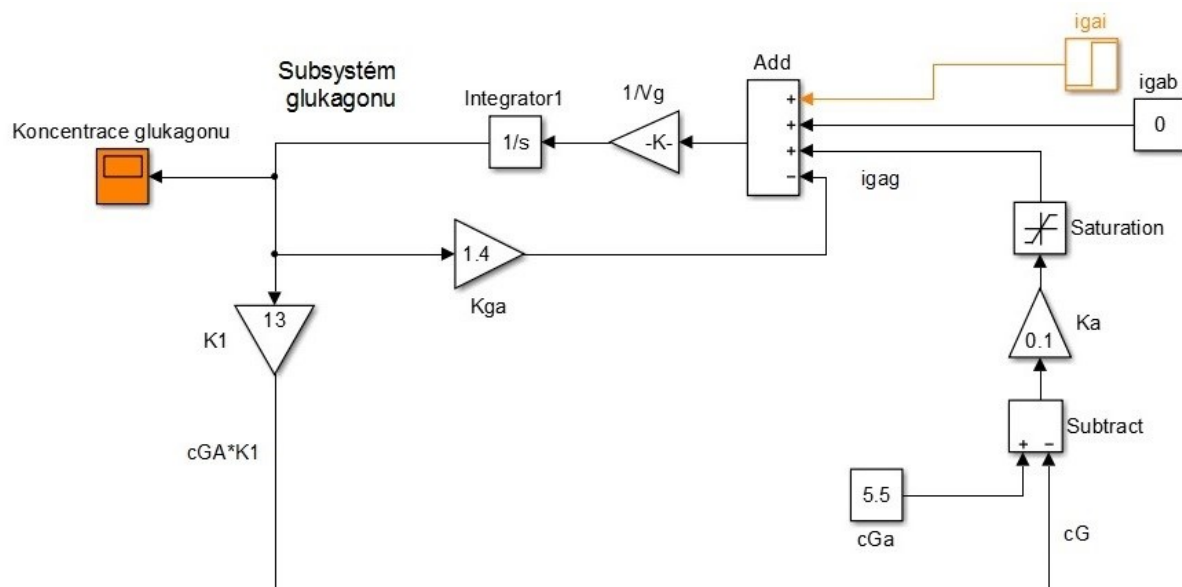 igai
Add
Subsystém
glukagonu
igab
1/Vg
Integrator1
Koncentrace glukagonu
+
+
+
−
0
1/s
-K-
igag
Saturation
1.4
Kga
13
K1
Ka
0.1
Subtract
+ −
cGA*K1
5.5
cGa
cG